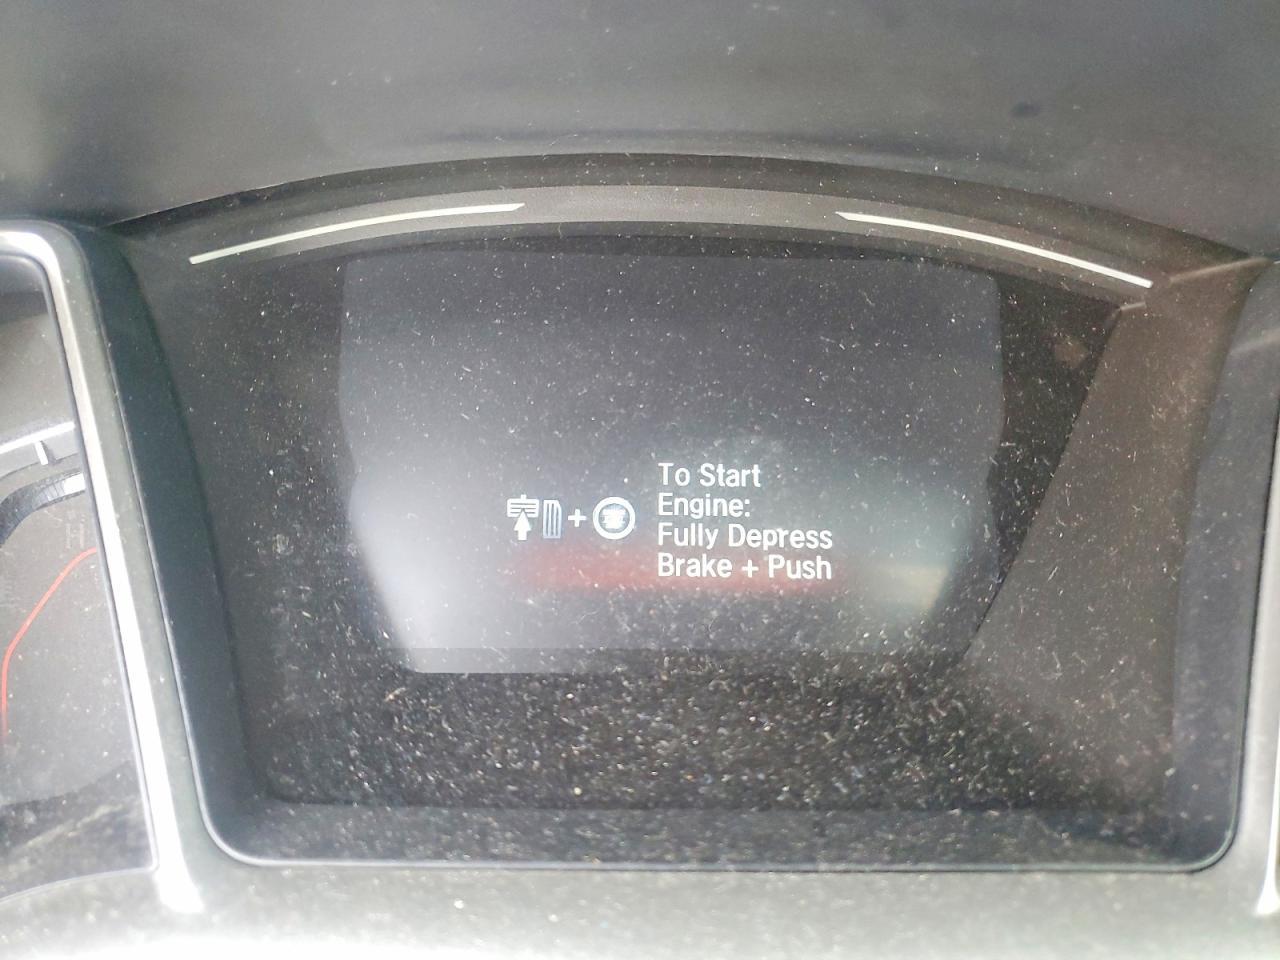 To Start
Engine:
Fully Depress
Brake + Push
H